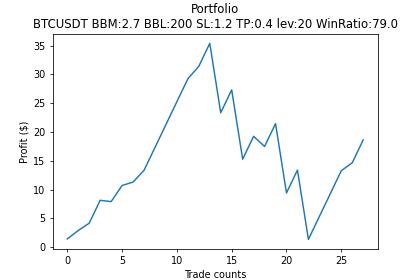 Portfolio
BTCUSDT BBM:2.7 BBL:200 SL:1.2 TP:0.4 lev:20 WinRatio:79.0
35
30
25
20
15
10
5
0
Profit ($)
0 5 10 15 20 25
Trade counts